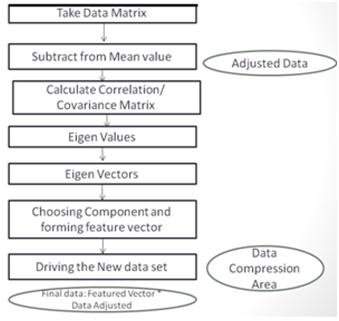 Take Data Matrix
Subtract from Mean value
Adjusted Data
Calculate Correlation/
Covariance Matrix
Eigen Values
Eigen Vectors
Choosing Component and
forming feature vector
Driving the New data set
Data
Compression
Area
Final data: Featured Vector *
Data Adjusted